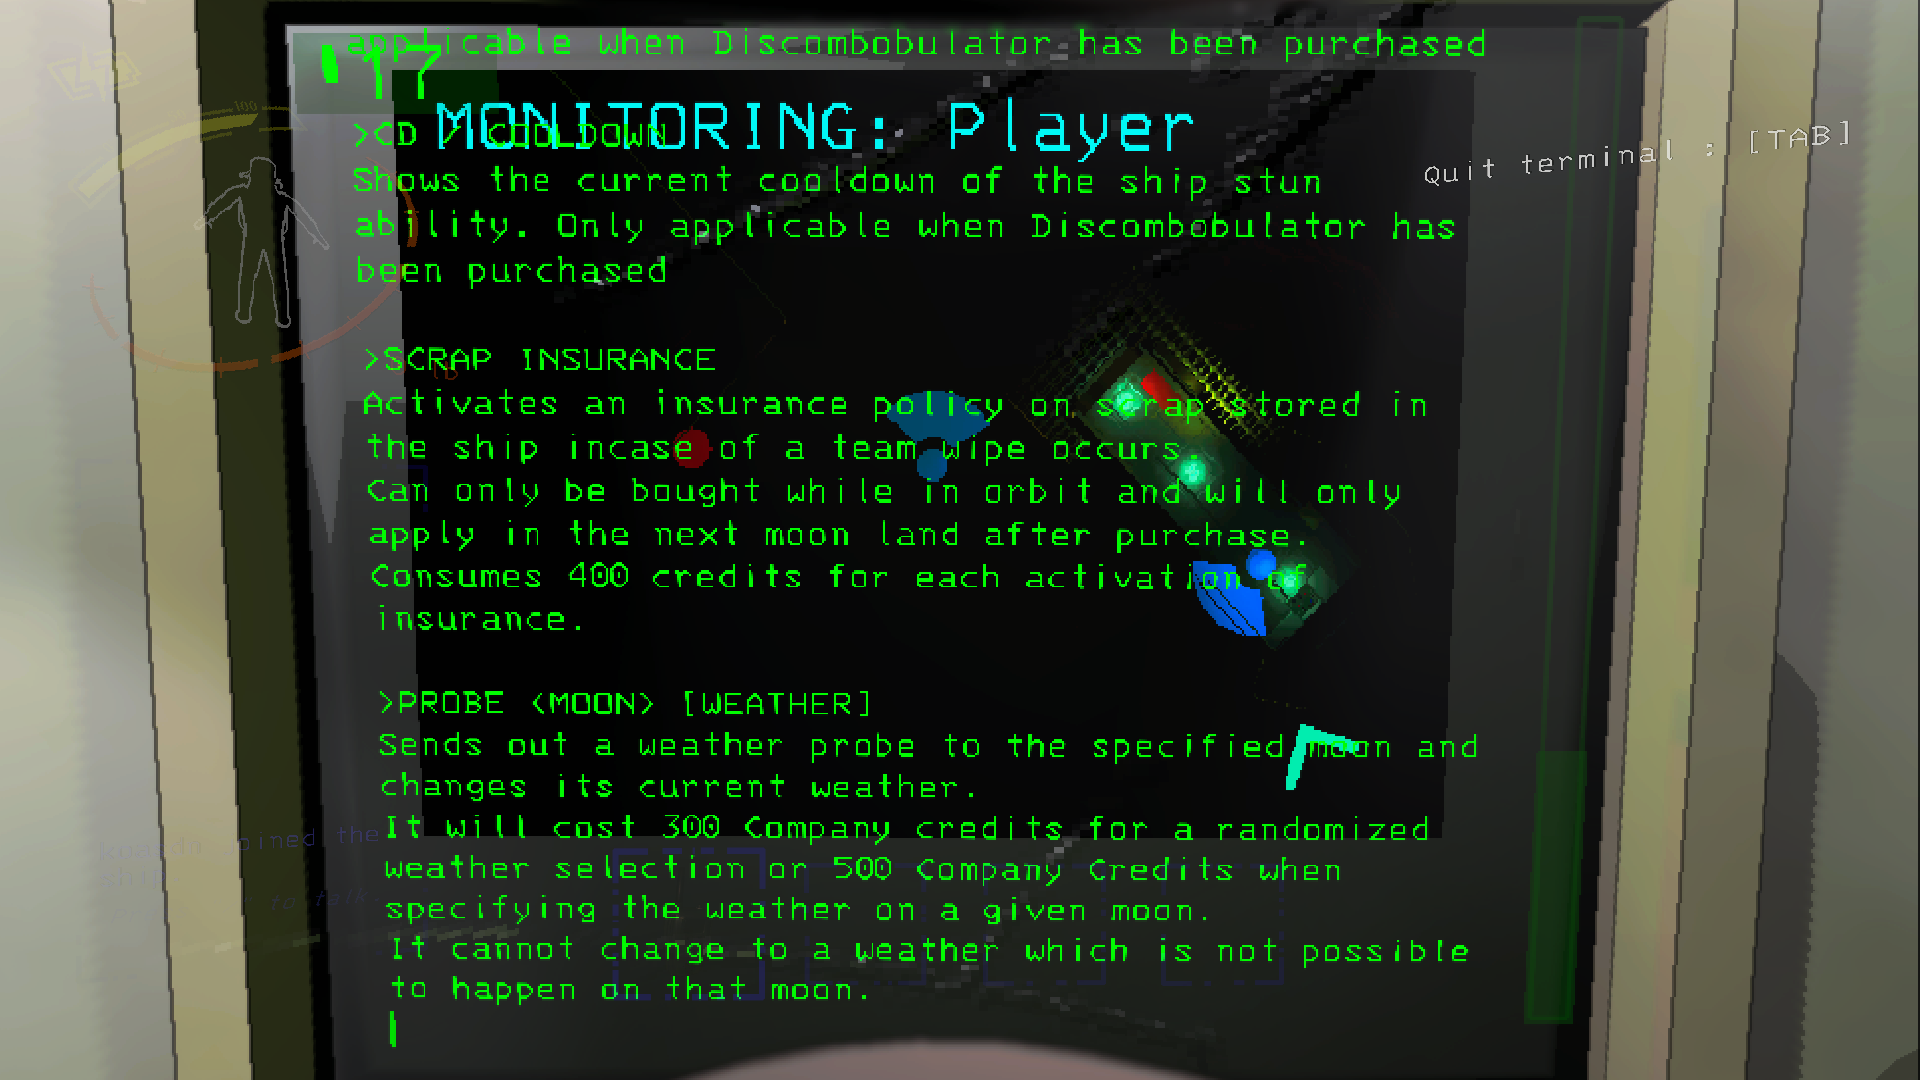 applicable when Discombobulator has been purchased
'17
MONITORING: Player
>CD / COOLDOWN
Shows the current cooldown of the ship stun
ability. Only applicable when Discombobulator has
been purchased
Quit terminal : [TAB]
100
>SCRAP INSURANCE
Activates an insurance policy on scrap stored in
the ship incase of a team wipe occurs.
Can only be bought while in orbit and will only
apply in the next moon land after purchase.
Consumes 400 credits for each activation of
insurance.
>PROBE <MOON> [WEATHER]
Sends out a weather probe to the specified moon and
changes its current weather.
It will cost 300 Company credits for a randomized
weather selection or 500 Company Credits when
specifying the weather on a given moon.
It cannot change to a weather which is not possible
to happen on that moon.
joined the
ship
to talk